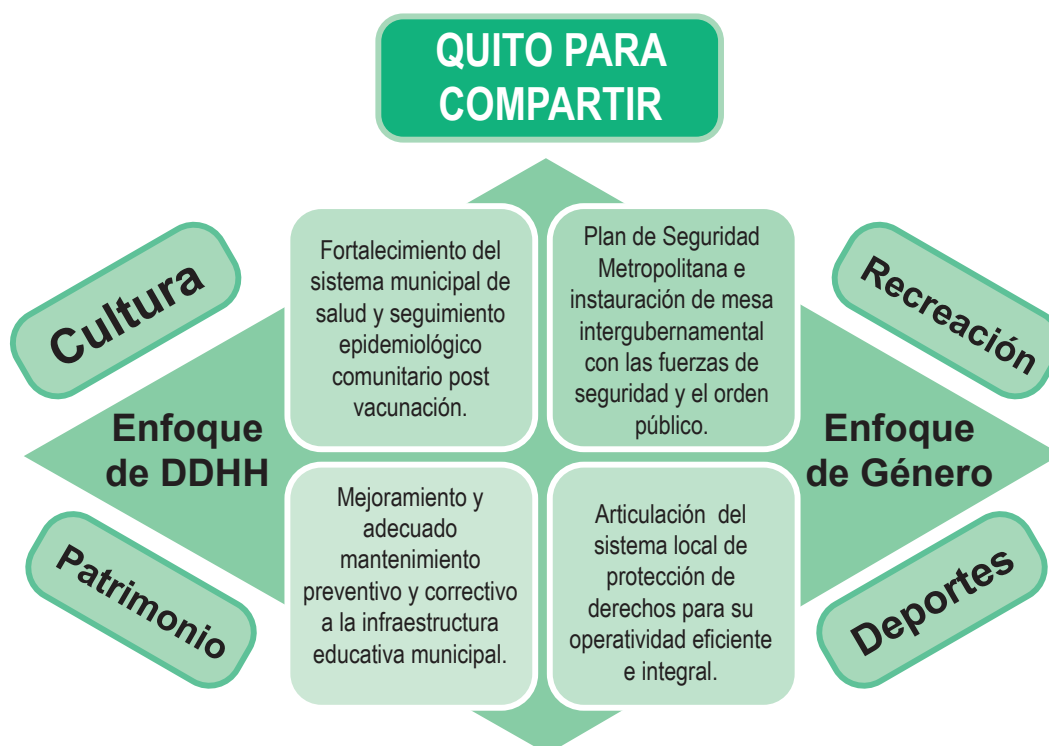 QUITO PARA
COMPARTIR
Cultura
Recreación
Fortalecimiento del
sistema municipal de
salud y seguimiento
epidemiológico
comunitario post
vacunación.
Plan de Seguridad
Metropolitana e
instauración de mesa
intergubernamental
con las fuerzas de
seguridad y el orden
público.
Enfoque
de DDHH
Enfoque
de Género
Mejoramiento y
adecuado
mantenimiento
preventivo y correctivo
a la infraestructura
educativa municipal.
Articulación del
sistema local de
protección de
derechos para su
operatividad eficiente
e integral.
Patrimonio
Deportes